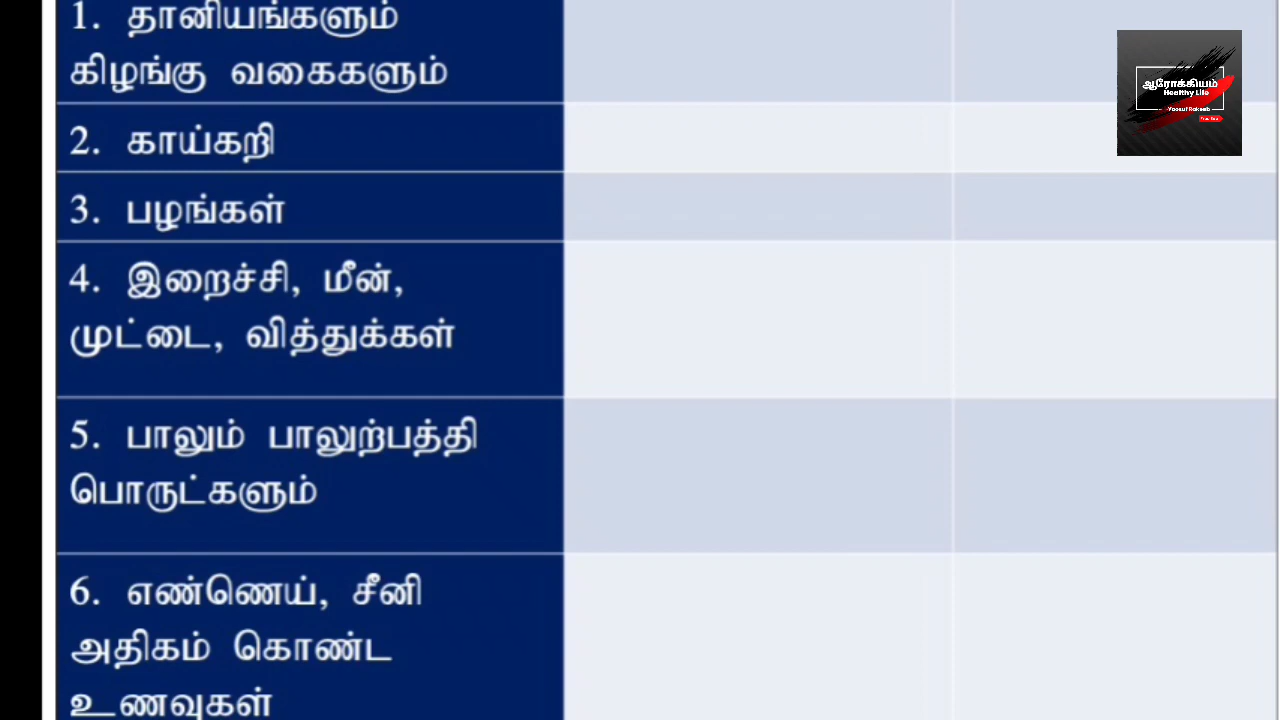 1. தானியங்களும்
கிழங்கு வகைகளும்
2. காய்கறி
3. பழங்கள்
4. இறைச்சி, மீன்,
முட்டை, வித்துக்கள்
5. பாலும் பாலுற்பத்தி
பொருட்களும்
6. எண்ணெய், சீனி
அதிகம் கொண்ட
உணவுகள்
ஆரோக்கியம்
Healthy Life